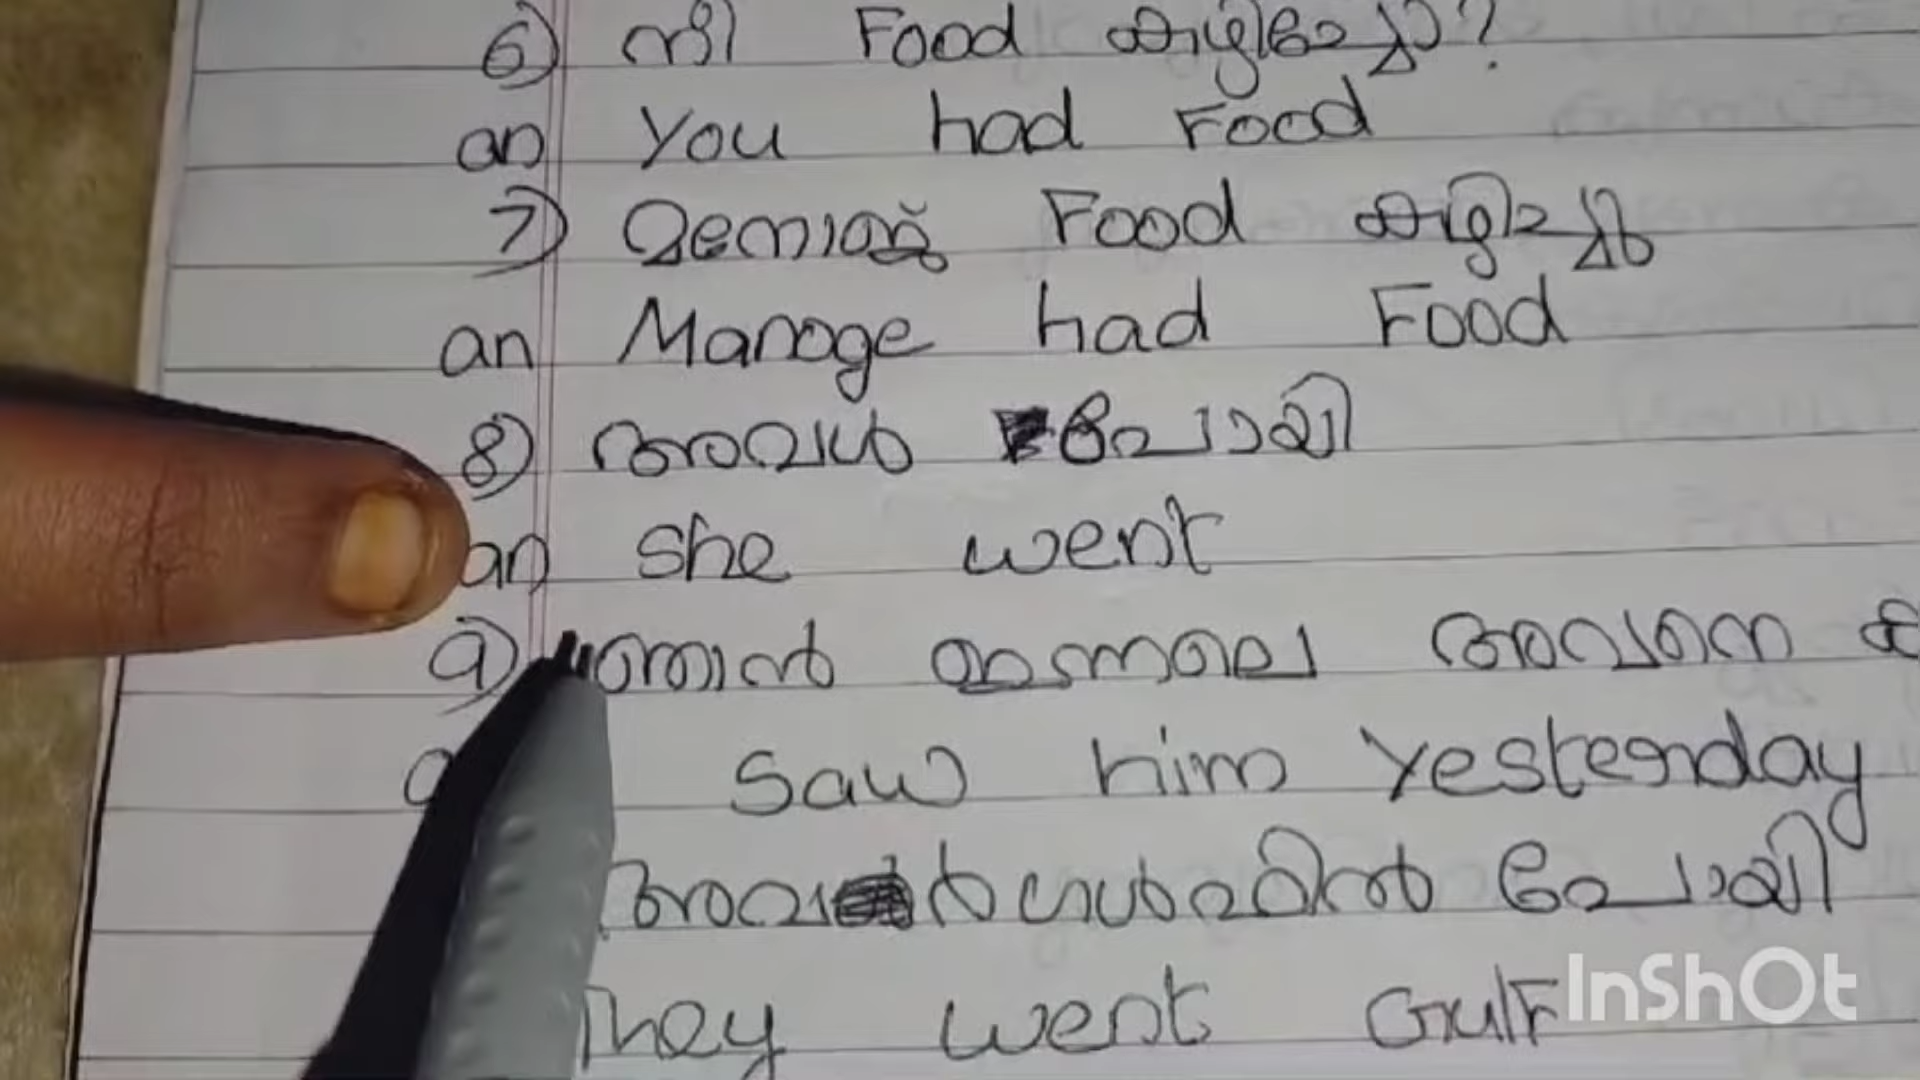 6) നീ Food കഴിച്ചോ?
an You had Food
7) മനോജ് Food കഴിച്ചു
an Manoge had Food
8) അവൾ പോയി
an She went
9) ഞാൻ ഇന്നലെ അവനെ
Saw him Yesterday
അവർ ഗൾഫിൽ പോയി
They went Gulf
InShOt